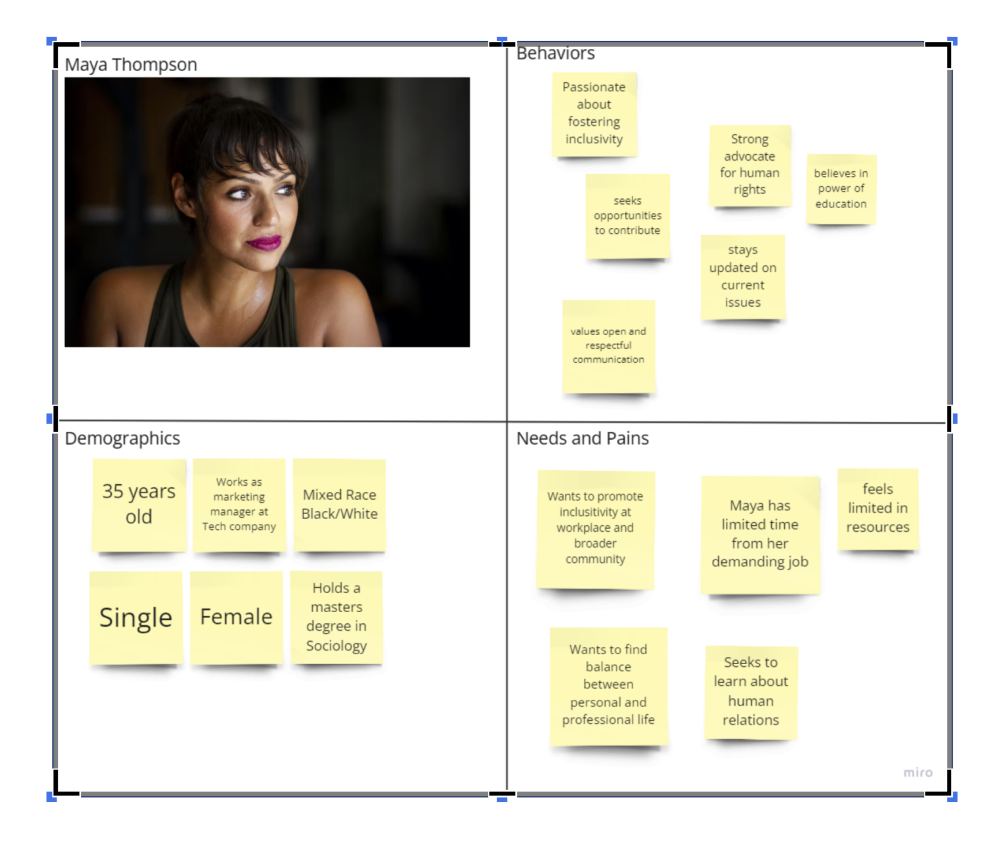 Maya Thompson
Behaviors
Passionate
about
fostering
inclusivity
Strong
advocate
for human
rights
believes in
power of
education
seeks
opportunities
to contribute
stays
updated on
current
issues
values open and
respectful
communication
Demographics
35 years
old
Works as
marketing
manager at
Tech company
Mixed Race
Black/White
Single
Female
Holds a
masters
degree in
Sociology
Needs and Pains
Wants to promote
inclusitivity at
workplace and
broader
community
Maya has
limited time
from her
demanding job
feels
limited in
resources
Wants to find
balance
between
personal and
professional life
Seeks to
learn about
human
relations
miro